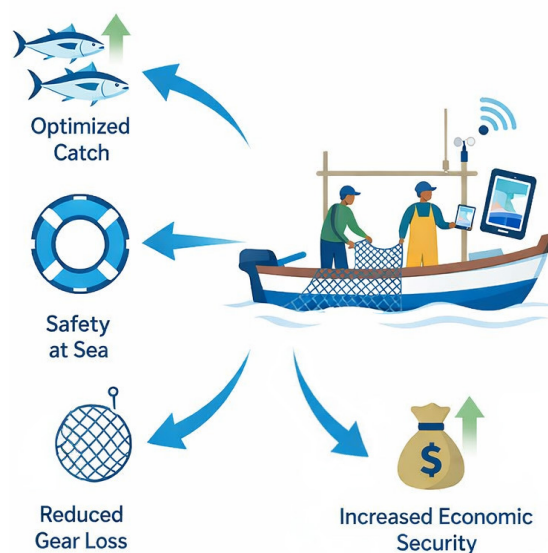 Optimized
Catch
Safety
at Sea
Reduced
Gear Loss
$
Increased Economic
Security